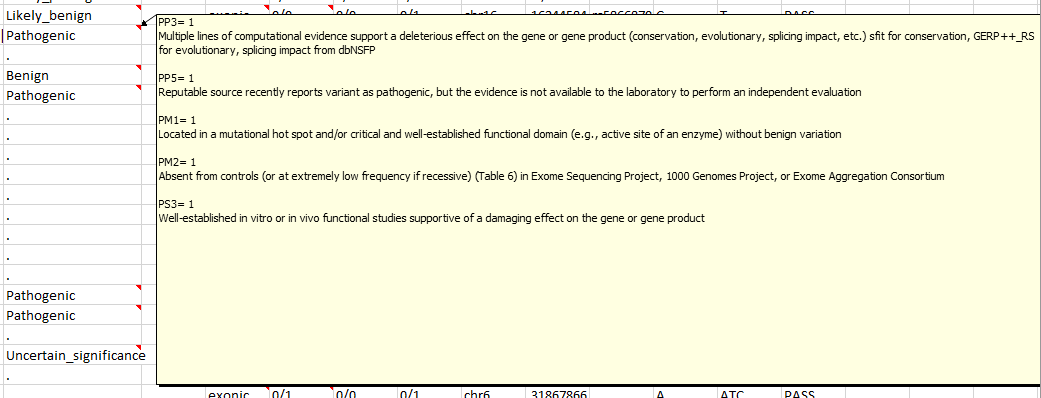 Likely_benign
Pathogenic
.
Benign
Pathogenic
.
.
.
.
.
.
.
.
.
Pathogenic
Pathogenic
.
Uncertain_significance
.
PP3= 1
Multiple lines of computational evidence support a deleterious effect on the gene or gene product (conservation, evolutionary, splicing impact, etc.) sfit for conservation, GERP++_RS
for evolutionary, splicing impact from dbNSFP
PP5= 1
Reputable source recently reports variant as pathogenic, but the evidence is not available to the laboratory to perform an independent evaluation
PM1= 1
Located in a mutational hot spot and/or critical and well-established functional domain (e.g., active site of an enzyme) without benign variation
PM2= 1
Absent from controls (or at extremely low frequency if recessive) (Table 6) in Exome Sequencing Project, 1000 Genomes Project, or Exome Aggregation Consortium
PS3= 1
Well-established in vitro or in vivo functional studies supportive of a damaging effect on the gene or gene product
exonic 0/1 0/0 0/1 chr6 31867866 A ATC PASS